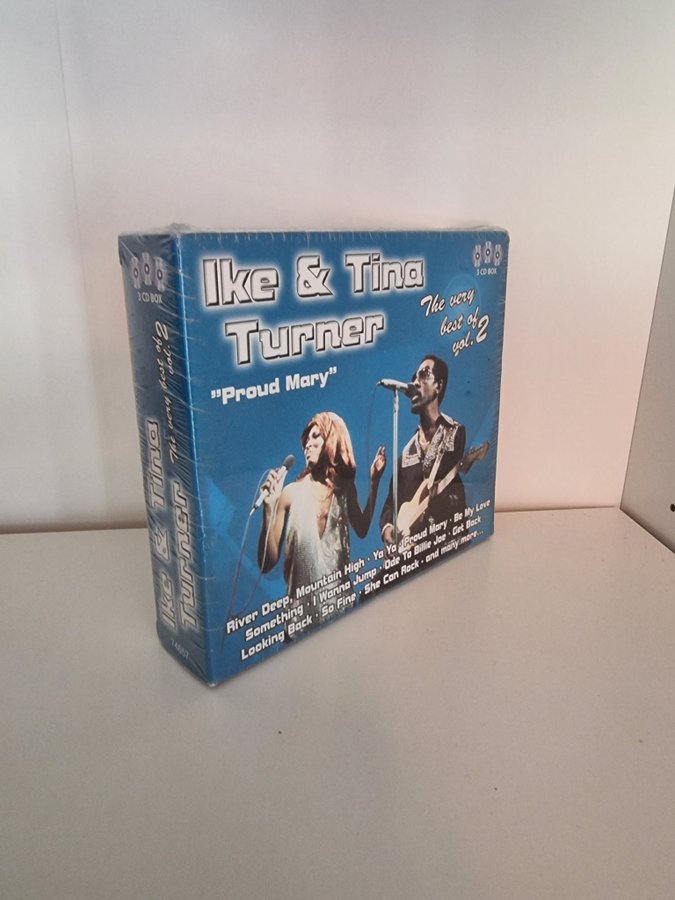 Ike & Tina
Turner
"Proud Mary"
The very
best of
vol. 2
3 CD BOX
River Deep, Mountain High · Ya Ya · Proud Mary · Be My Love
Something · I Wanna Jump · Ode To Billie Joe · Get Back
Looking Back · So Fine · She Can Rock · and many more...
3 CD BOX
The very best of
vol. 2
Ike & Tina
Turner
74057